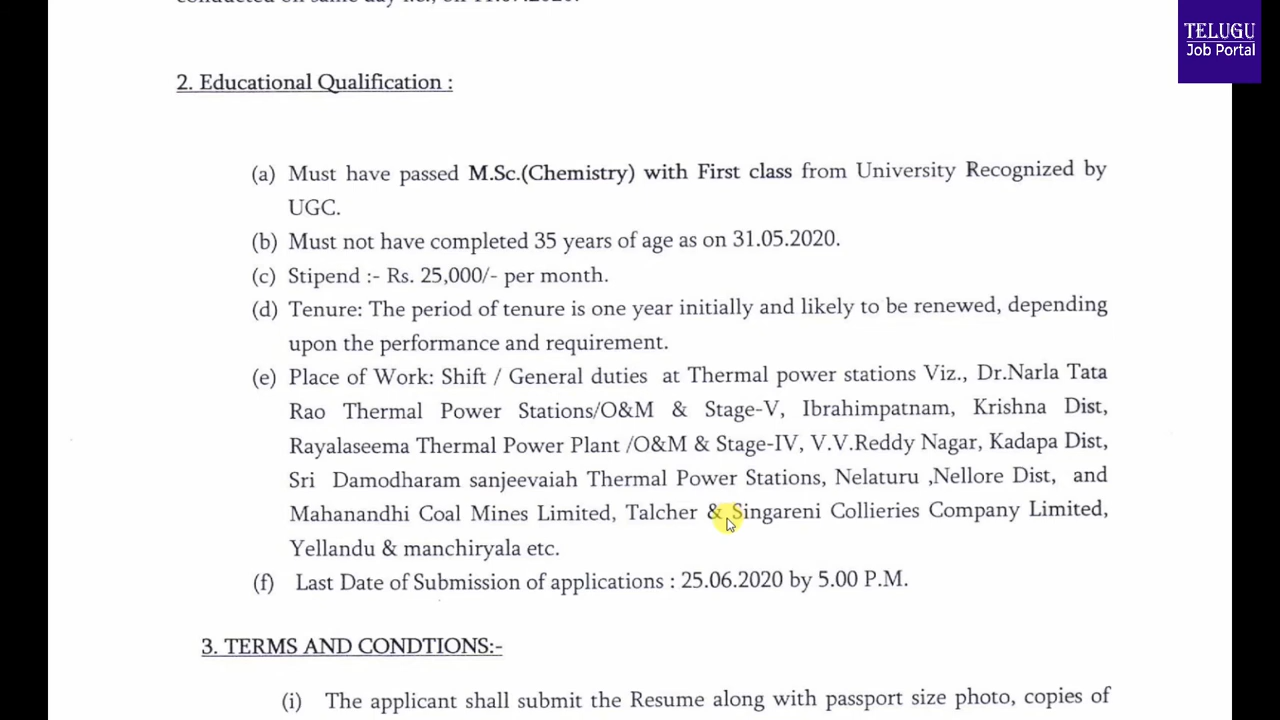 TELUGU
Job Portal
2. Educational Qualification :
(a) Must have passed M.Sc.(Chemistry) with First class from University Recognized by
UGC.
(b) Must not have completed 35 years of age as on 31.05.2020.
(c) Stipend :- Rs. 25,000/- per month.
(d) Tenure: The period of tenure is one year initially and likely to be renewed, depending
upon the performance and requirement.
(e) Place of Work: Shift / General duties at Thermal power stations Viz., Dr.Narla Tata
Rao Thermal Power Stations/O&M & Stage-V, Ibrahimpatnam, Krishna Dist,
Rayalaseema Thermal Power Plant /O&M & Stage-IV, V.V.Reddy Nagar, Kadapa Dist,
Sri Damodharam sanjeevaiah Thermal Power Stations, Nelaturu ,Nellore Dist, and
Mahanandhi Coal Mines Limited, Talcher & Singareni Collieries Company Limited,
Yellandu & manchiryala etc.
(f) Last Date of Submission of applications : 25.06.2020 by 5.00 P.M.
3. TERMS AND CONDTIONS:-
(i) The applicant shall submit the Resume along with passport size photo, copies of